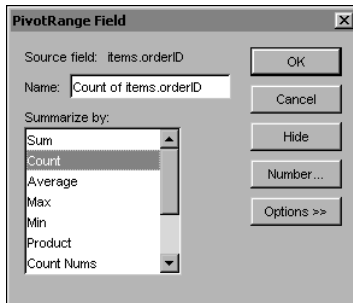 PivotRange Field
Source field: items.orderID
OK
Name: Count of items.orderID
Cancel
Summarize by:
Sum
Hide
Count
Average
Number...
Max
Min
Options >>
Product
Count Nums